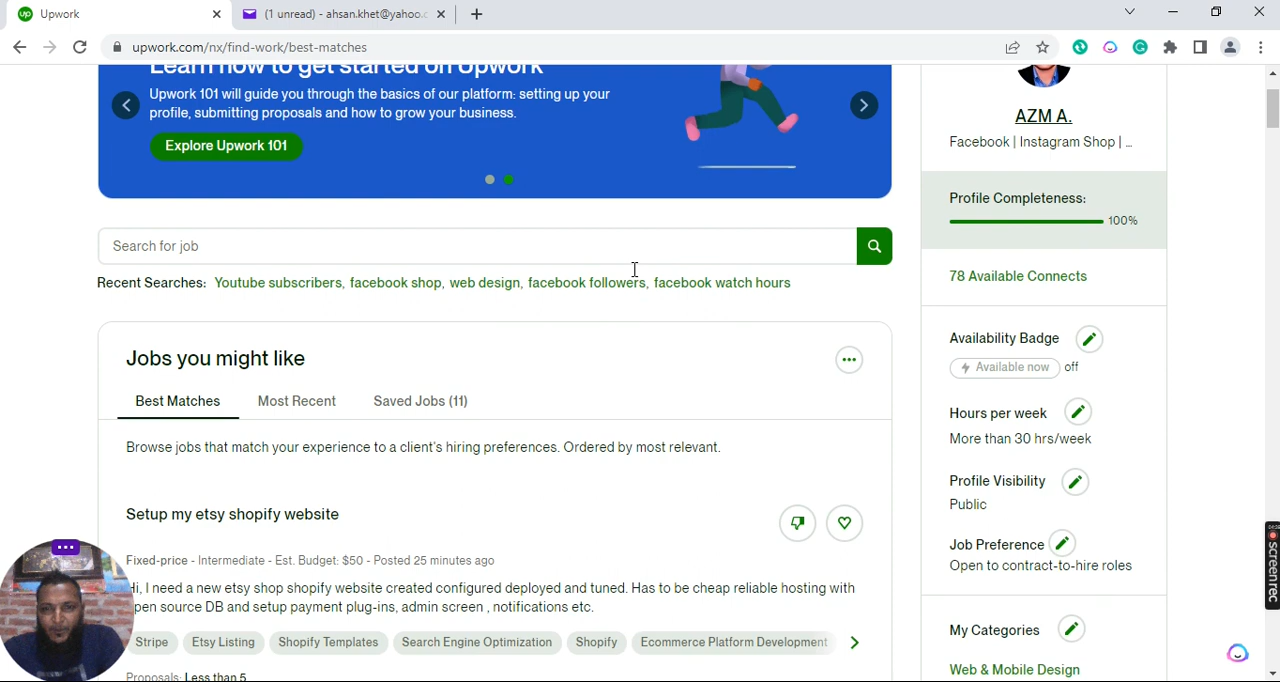 Upwork
(1 unread) - ahsan.khet@yahoo.c
upwork.com/nx/find-work/best-matches
Learn how to get started on Upwork
Upwork 101 will guide you through the basics of our platform: setting up your
profile, submitting proposals and how to grow your business.
Explore Upwork 101
Search for job
Recent Searches: Youtube subscribers, facebook shop, web design, facebook followers, facebook watch hours
Jobs you might like
Best Matches Most Recent Saved Jobs (11)
Browse jobs that match your experience to a client's hiring preferences. Ordered by most relevant.
Setup my etsy shopify website
Fixed-price - Intermediate - Est. Budget: $50 - Posted 25 minutes ago
Hi, I need a new etsy shop shopify website created configured deployed and tuned. Has to be cheap reliable hosting with
open source DB and setup payment plug-ins, admin screen , notifications etc.
Stripe Etsy Listing Shopify Templates Search Engine Optimization Shopify Ecommerce Platform Development
Proposals: Less than 5
AZM A.
Facebook | Instagram Shop | ...
Profile Completeness:
100%
78 Available Connects
Availability Badge
Available now off
Hours per week
More than 30 hrs/week
Profile Visibility
Public
Job Preference
Open to contract-to-hire roles
My Categories
Web & Mobile Design
screenrec